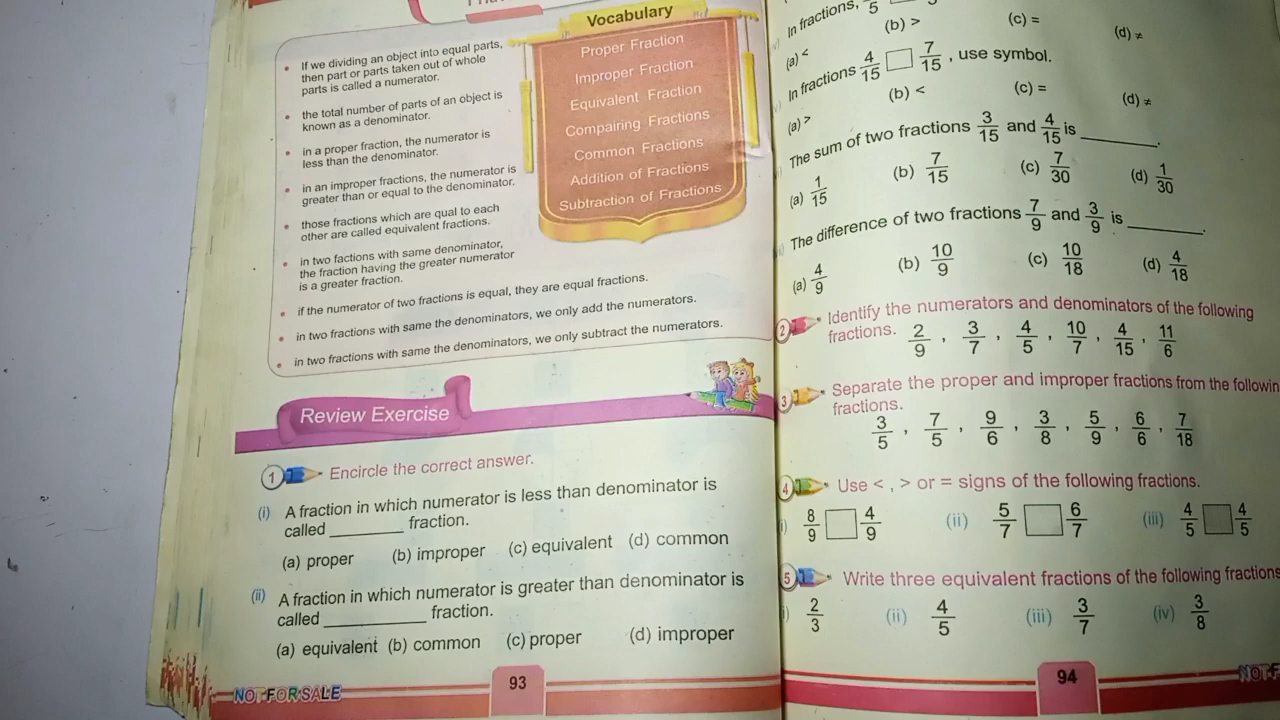 Vocabulary
Proper Fraction
Improper Fraction
Equivalent Fraction
Compairing Fractions
Common Fractions
Addition of Fractions
Subtraction of Fractions
• If we dividing an object into equal parts,
then part or parts taken out of whole
parts is called a numerator.
• the total number of parts of an object is
known as a denominator.
• in a proper fraction, the numerator is
less than the denominator.
• in an improper fractions, the numerator is
greater than or equal to the denominator.
• those fractions which are qual to each
other are called equivalent fractions.
• in two factions with same denominator,
the fraction having the greater numerator
is a greater fraction.
• if the numerator of two fractions is equal, they are equal fractions.
• in two fractions with same the denominators, we only add the numerators.
• in two fractions with same the denominators, we only subtract the numerators.
Review Exercise
1 Encircle the correct answer.
(i) A fraction in which numerator is less than denominator is
called ________ fraction.
(a) proper (b) improper (c) equivalent (d) common
(ii) A fraction in which numerator is greater than denominator is
called ___________ fraction.
(a) equivalent (b) common (c) proper (d) improper
NOT FOR SALE
93
In fractions,
(a) < (b) > (c) = (d) ≠
In fractions 4/15 □ 7/15 , use symbol.
(a) > (b) < (c) = (d) ≠
The sum of two fractions 3/15 and 4/15 is ________.
(a) 1/15 (b) 7/15 (c) 7/30 (d) 1/30
The difference of two fractions 7/9 and 3/9 is ________.
(a) 4/9 (b) 10/9 (c) 10/18 (d) 4/18
2 Identify the numerators and denominators of the following
fractions. 2/9 , 3/7 , 4/5 , 10/7 , 4/15 , 11/6
3 Separate the proper and improper fractions from the
fractions.
3/5 , 7/5 , 9/6 , 3/8 , 5/9 , 6/6 , 7/18
4 Use < , > or = signs of the following fractions.
8/9 □ 4/9 (ii) 5/7 □ 6/7 (iii) 4/5 □ 4/5
5 Write three equivalent fractions of the following fractions
2/3 (ii) 4/5 (iii) 3/7 (iv) 3/8
94